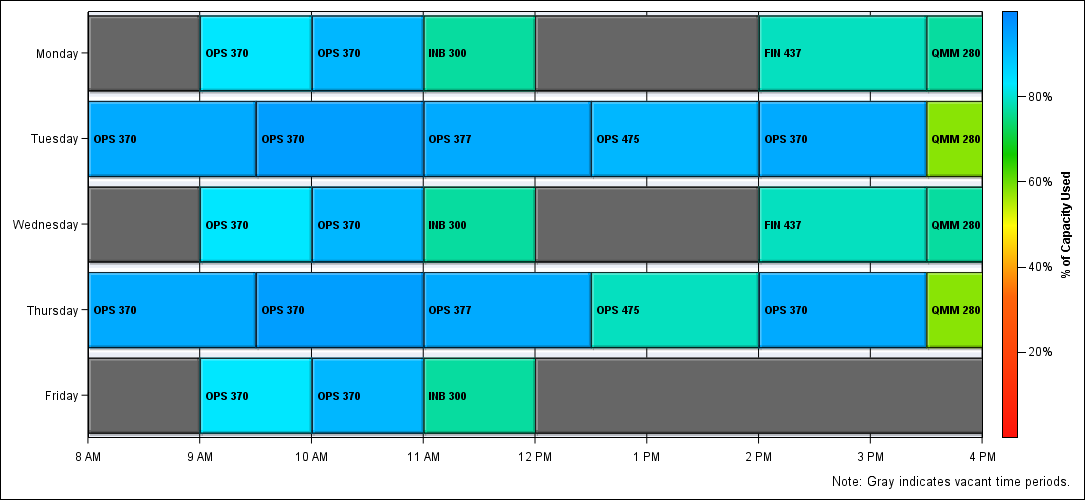 Monday
OPS 370
OPS 370
INB 300
FIN 437
QMM 280
Tuesday
OPS 370
OPS 370
OPS 377
OPS 475
OPS 370
QMM 280
Wednesday
OPS 370
OPS 370
INB 300
FIN 437
QMM 280
Thursday
OPS 370
OPS 370
OPS 377
OPS 475
OPS 370
QMM 280
Friday
OPS 370
OPS 370
INB 300
8 AM
9 AM
10 AM
11 AM
12 PM
1 PM
2 PM
3 PM
4 PM
80%
60%
40%
20%
% of Capacity Used
Note: Gray indicates vacant time periods.